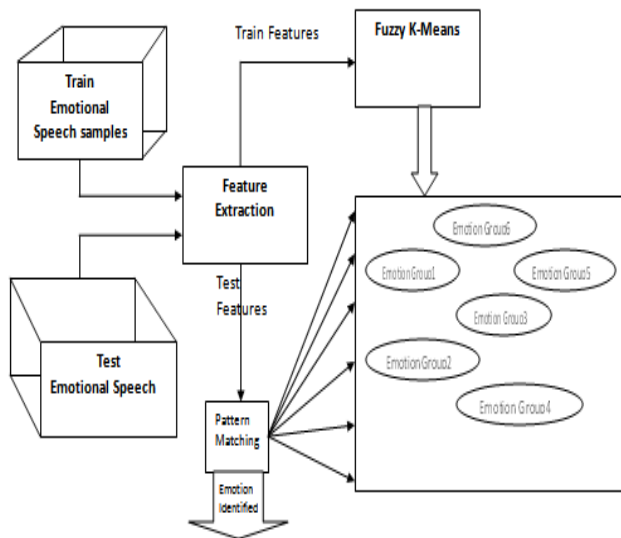 Train Features
Fuzzy K-Means
Train
Emotional
Speech samples
Feature
Extraction
Emotion Group6
Emotion Group1
Emotion Group5
Emotion Group3
Emotion Group2
Emotion Group4
Test
Features
Test
Emotional Speech
Pattern
Matching
Emotion
Identified